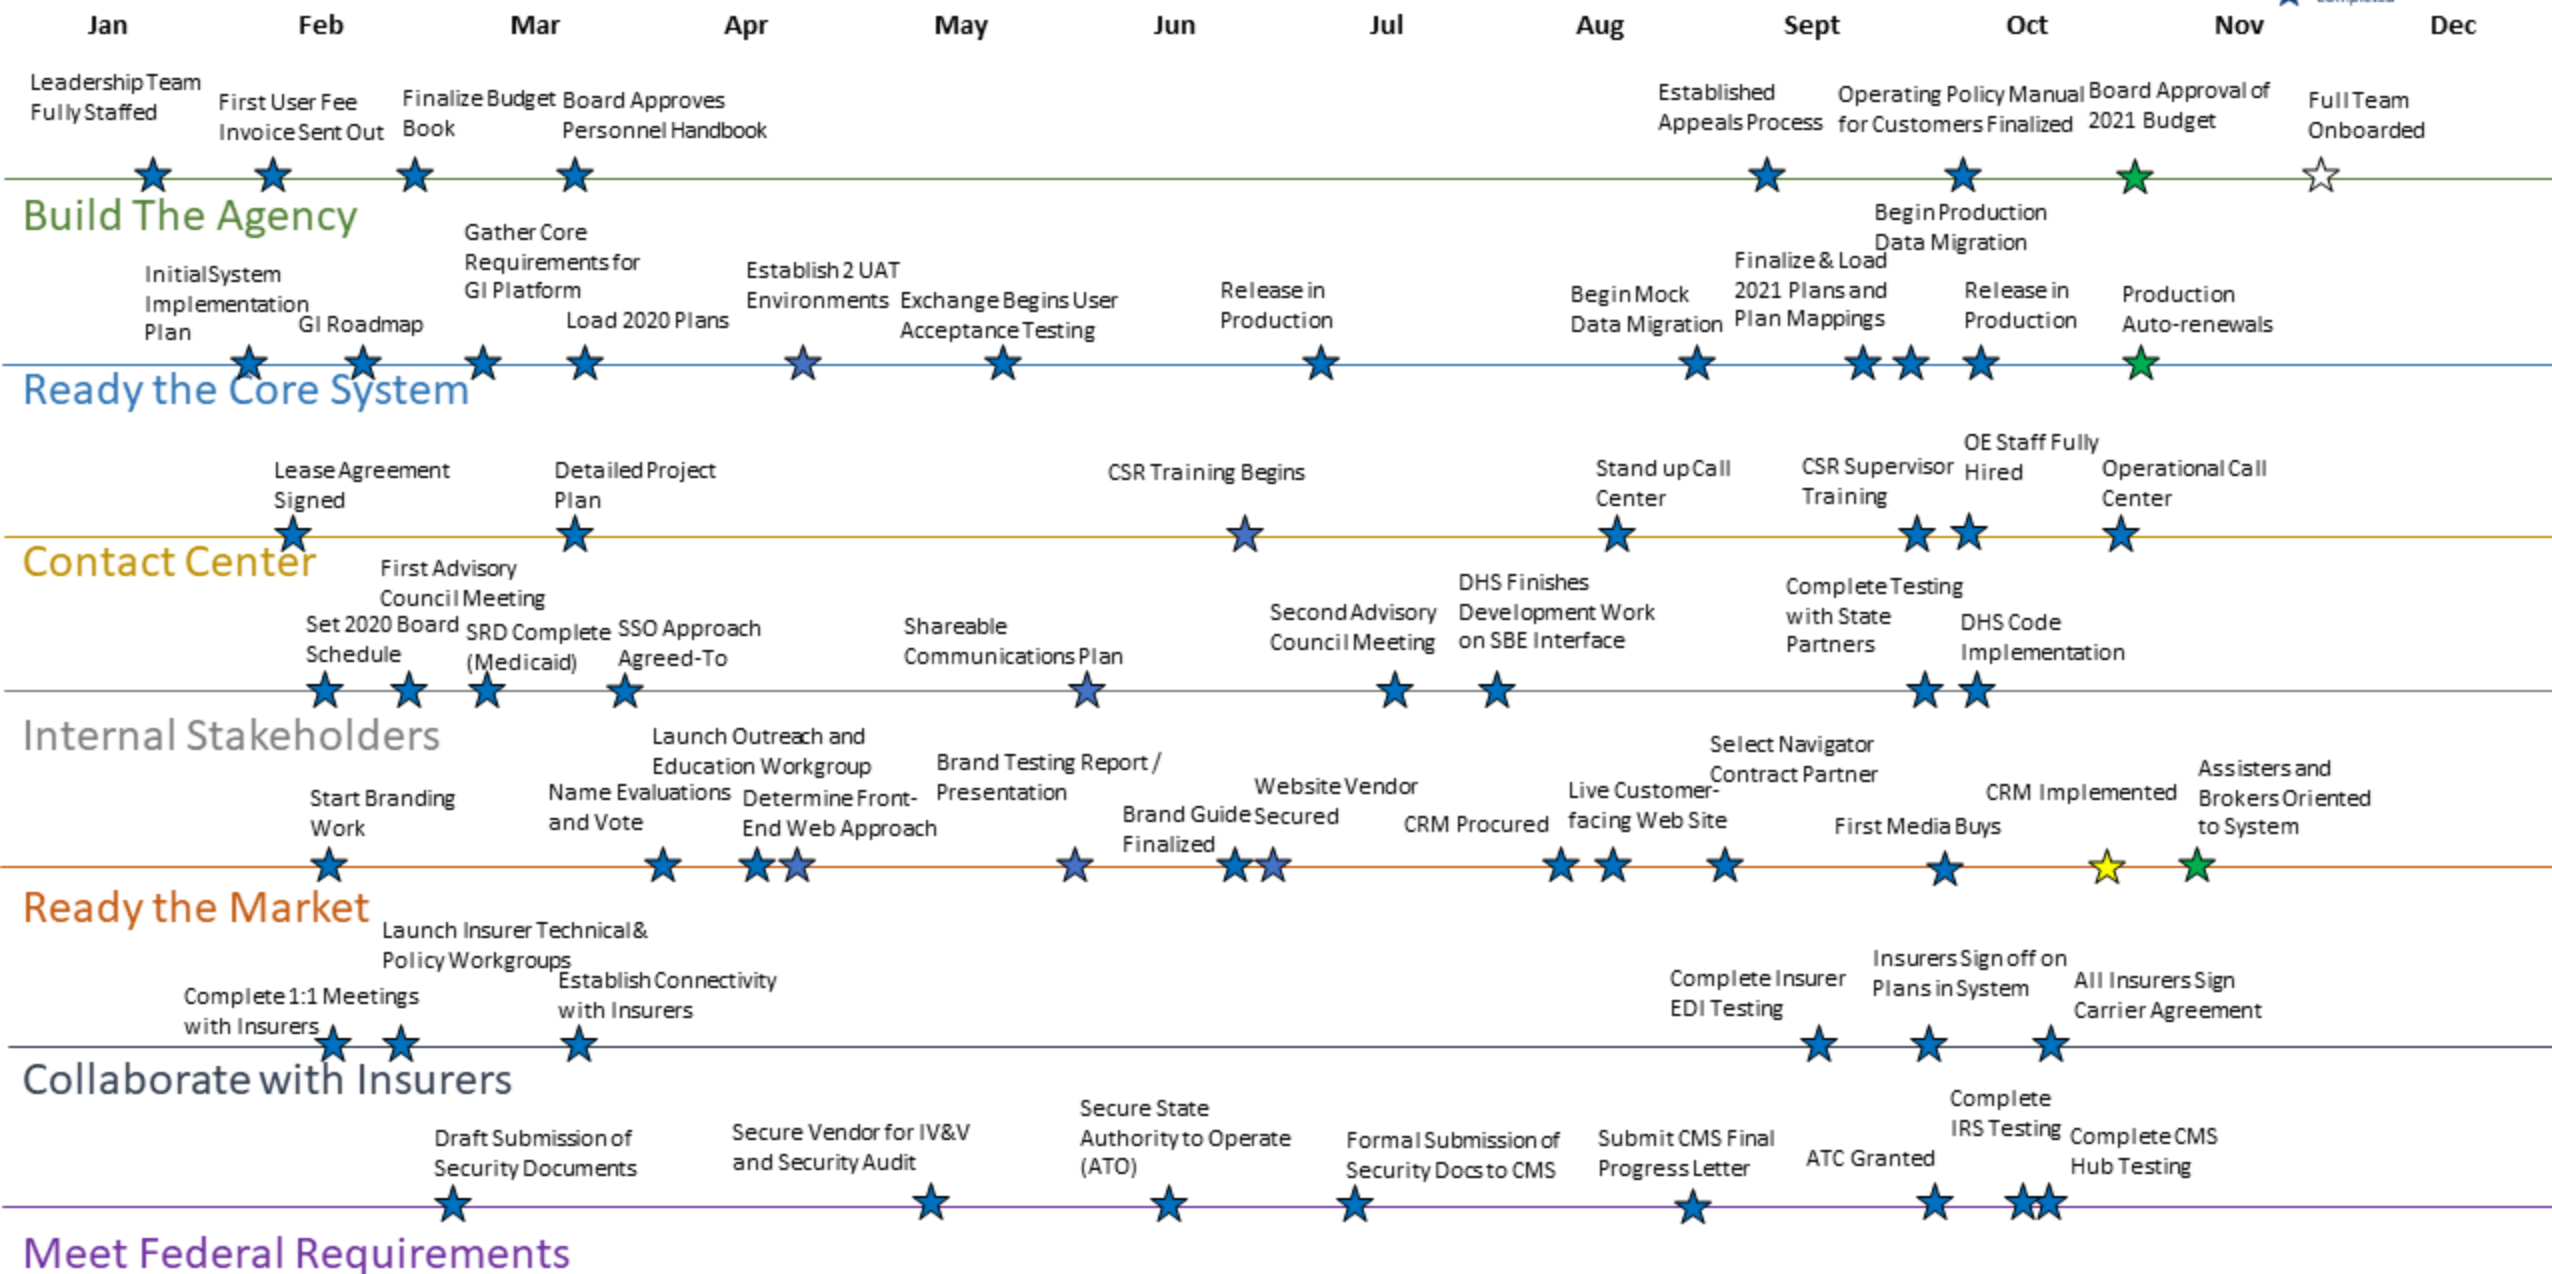 completed
Jan Feb Mar Apr May Jun Jul Aug Sept Oct Nov Dec
Leadership Team
Fully Staffed
First User Fee
Invoice Sent Out
Finalize Budget
Book
Board Approves
Personnel Handbook
Established
Appeals Process
Operating Policy Manual
for Customers Finalized
Board Approval of
2021 Budget
Full Team
Onboarded
Build The Agency
Initial System
Implementation
Plan
GI Roadmap
Gather Core
Requirements for
GI Platform
Load 2020 Plans
Establish 2 UAT
Environments
Exchange Begins User
Acceptance Testing
Release in
Production
Begin Mock
Data Migration
Finalize & Load
2021 Plans and
Plan Mappings
Begin Production
Data Migration
Release in
Production
Production
Auto-renewals
Ready the Core System
Lease Agreement
Signed
Detailed Project
Plan
CSR Training Begins
Stand up Call
Center
CSR Supervisor
Training
OE Staff Fully
Hired
Operational Call
Center
Contact Center
Set 2020 Board
Schedule
First Advisory
Council Meeting
SRD Complete
(Medicaid)
SSO Approach
Agreed-To
Shareable
Communications Plan
Second Advisory
Council Meeting
DHS Finishes
Development Work
on SBE Interface
Complete Testing
with State
Partners
DHS Code
Implementation
Internal Stakeholders
Start Branding
Work
Name Evaluations
and Vote
Launch Outreach and
Education Workgroup
Determine Front-
End Web Approach
Brand Testing Report /
Presentation
Brand Guide
Finalized
Website Vendor
Secured
CRM Procured
Live Customer-
facing Web Site
Select Navigator
Contract Partner
First Media Buys
CRM Implemented
Assisters and
Brokers Oriented
to System
Ready the Market
Complete 1:1 Meetings
with Insurers
Launch Insurer Technical &
Policy Workgroups
Establish Connectivity
with Insurers
Complete Insurer
EDI Testing
Insurers Sign off on
Plans in System
All Insurers Sign
Carrier Agreement
Collaborate with Insurers
Draft Submission of
Security Documents
Secure Vendor for IV&V
and Security Audit
Secure State
Authority to Operate
(ATO)
Formal Submission of
Security Docs to CMS
Submit CMS Final
Progress Letter
ATC Granted
Complete
IRS Testing
Complete CMS
Hub Testing
Meet Federal Requirements